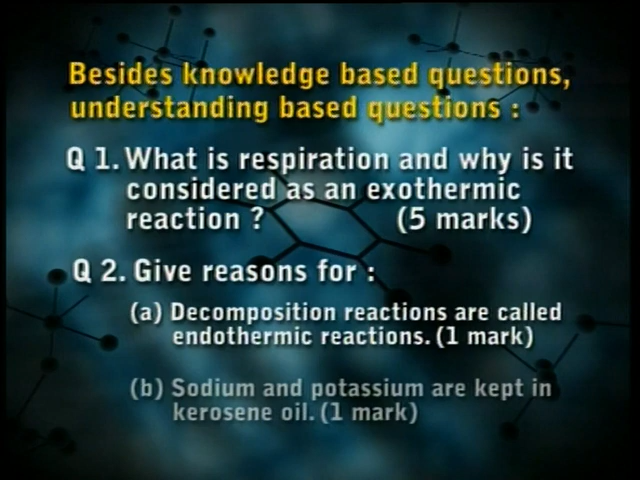 Besides knowledge based questions,
understanding based questions :
Q 1. What is respiration and why is it
considered as an exothermic
reaction ? (5 marks)
Q 2. Give reasons for :
(a) Decomposition reactions are called
endothermic reactions. (1 mark)
(b) Sodium and potassium are kept in
kerosene oil. (1 mark)